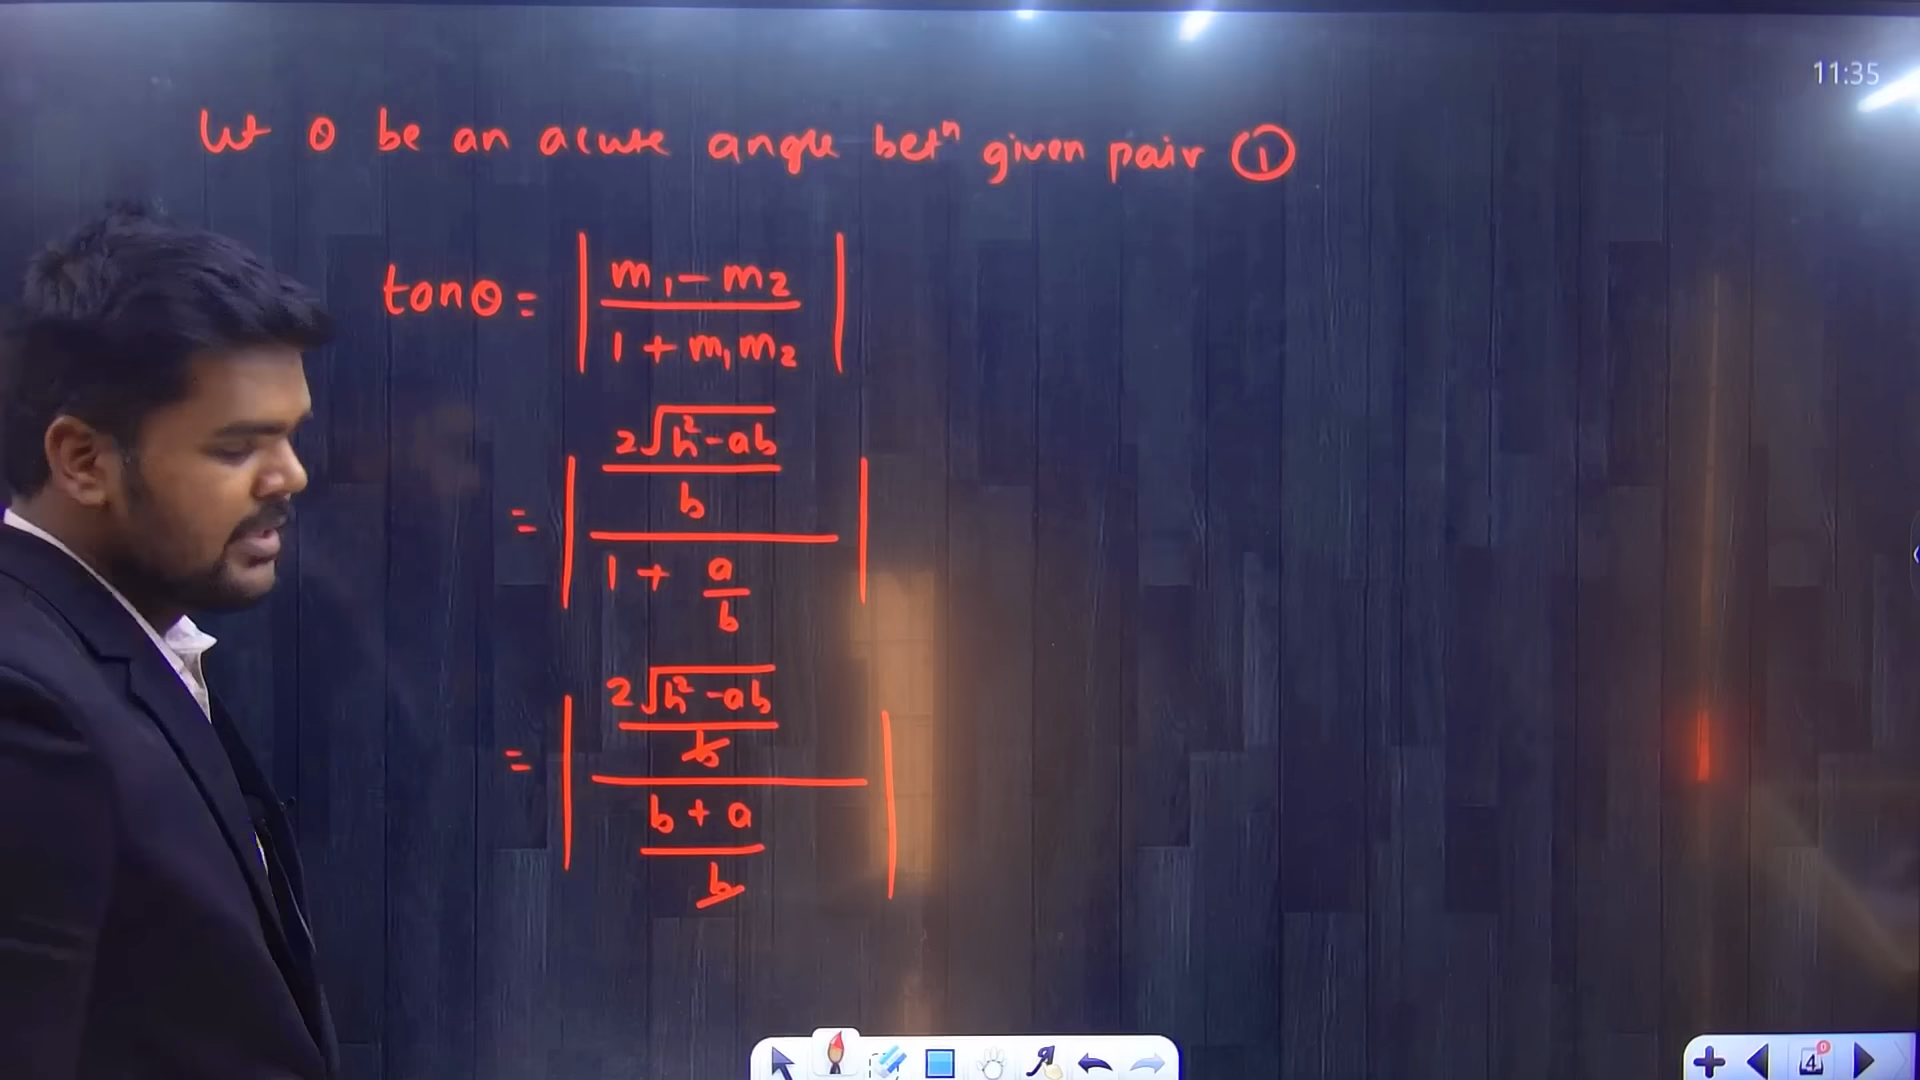 11:35
let θ be an acute angle betⁿ given pair ①
tanθ = | (m₁ - m₂) / (1 + m₁m₂) |
= | (2√(h² - ab) / b) / (1 + a/b) |
= | (2√(h² - ab) / b) / ((b + a) / b) |
4
0